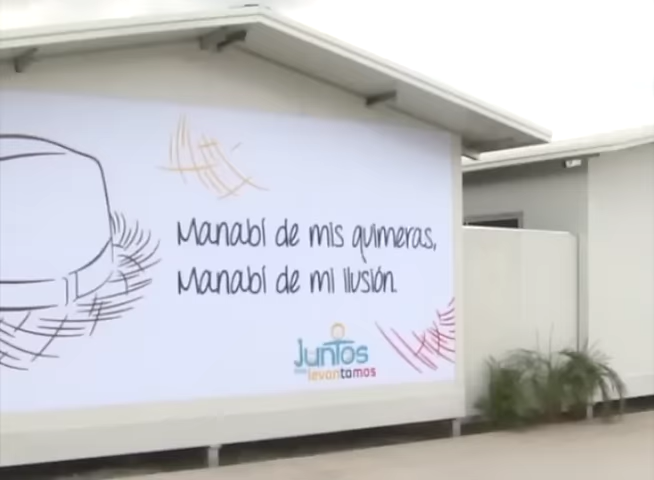 Manabí de mis quimeras,
Manabí de mi ilusión.
Juntos
levantamos